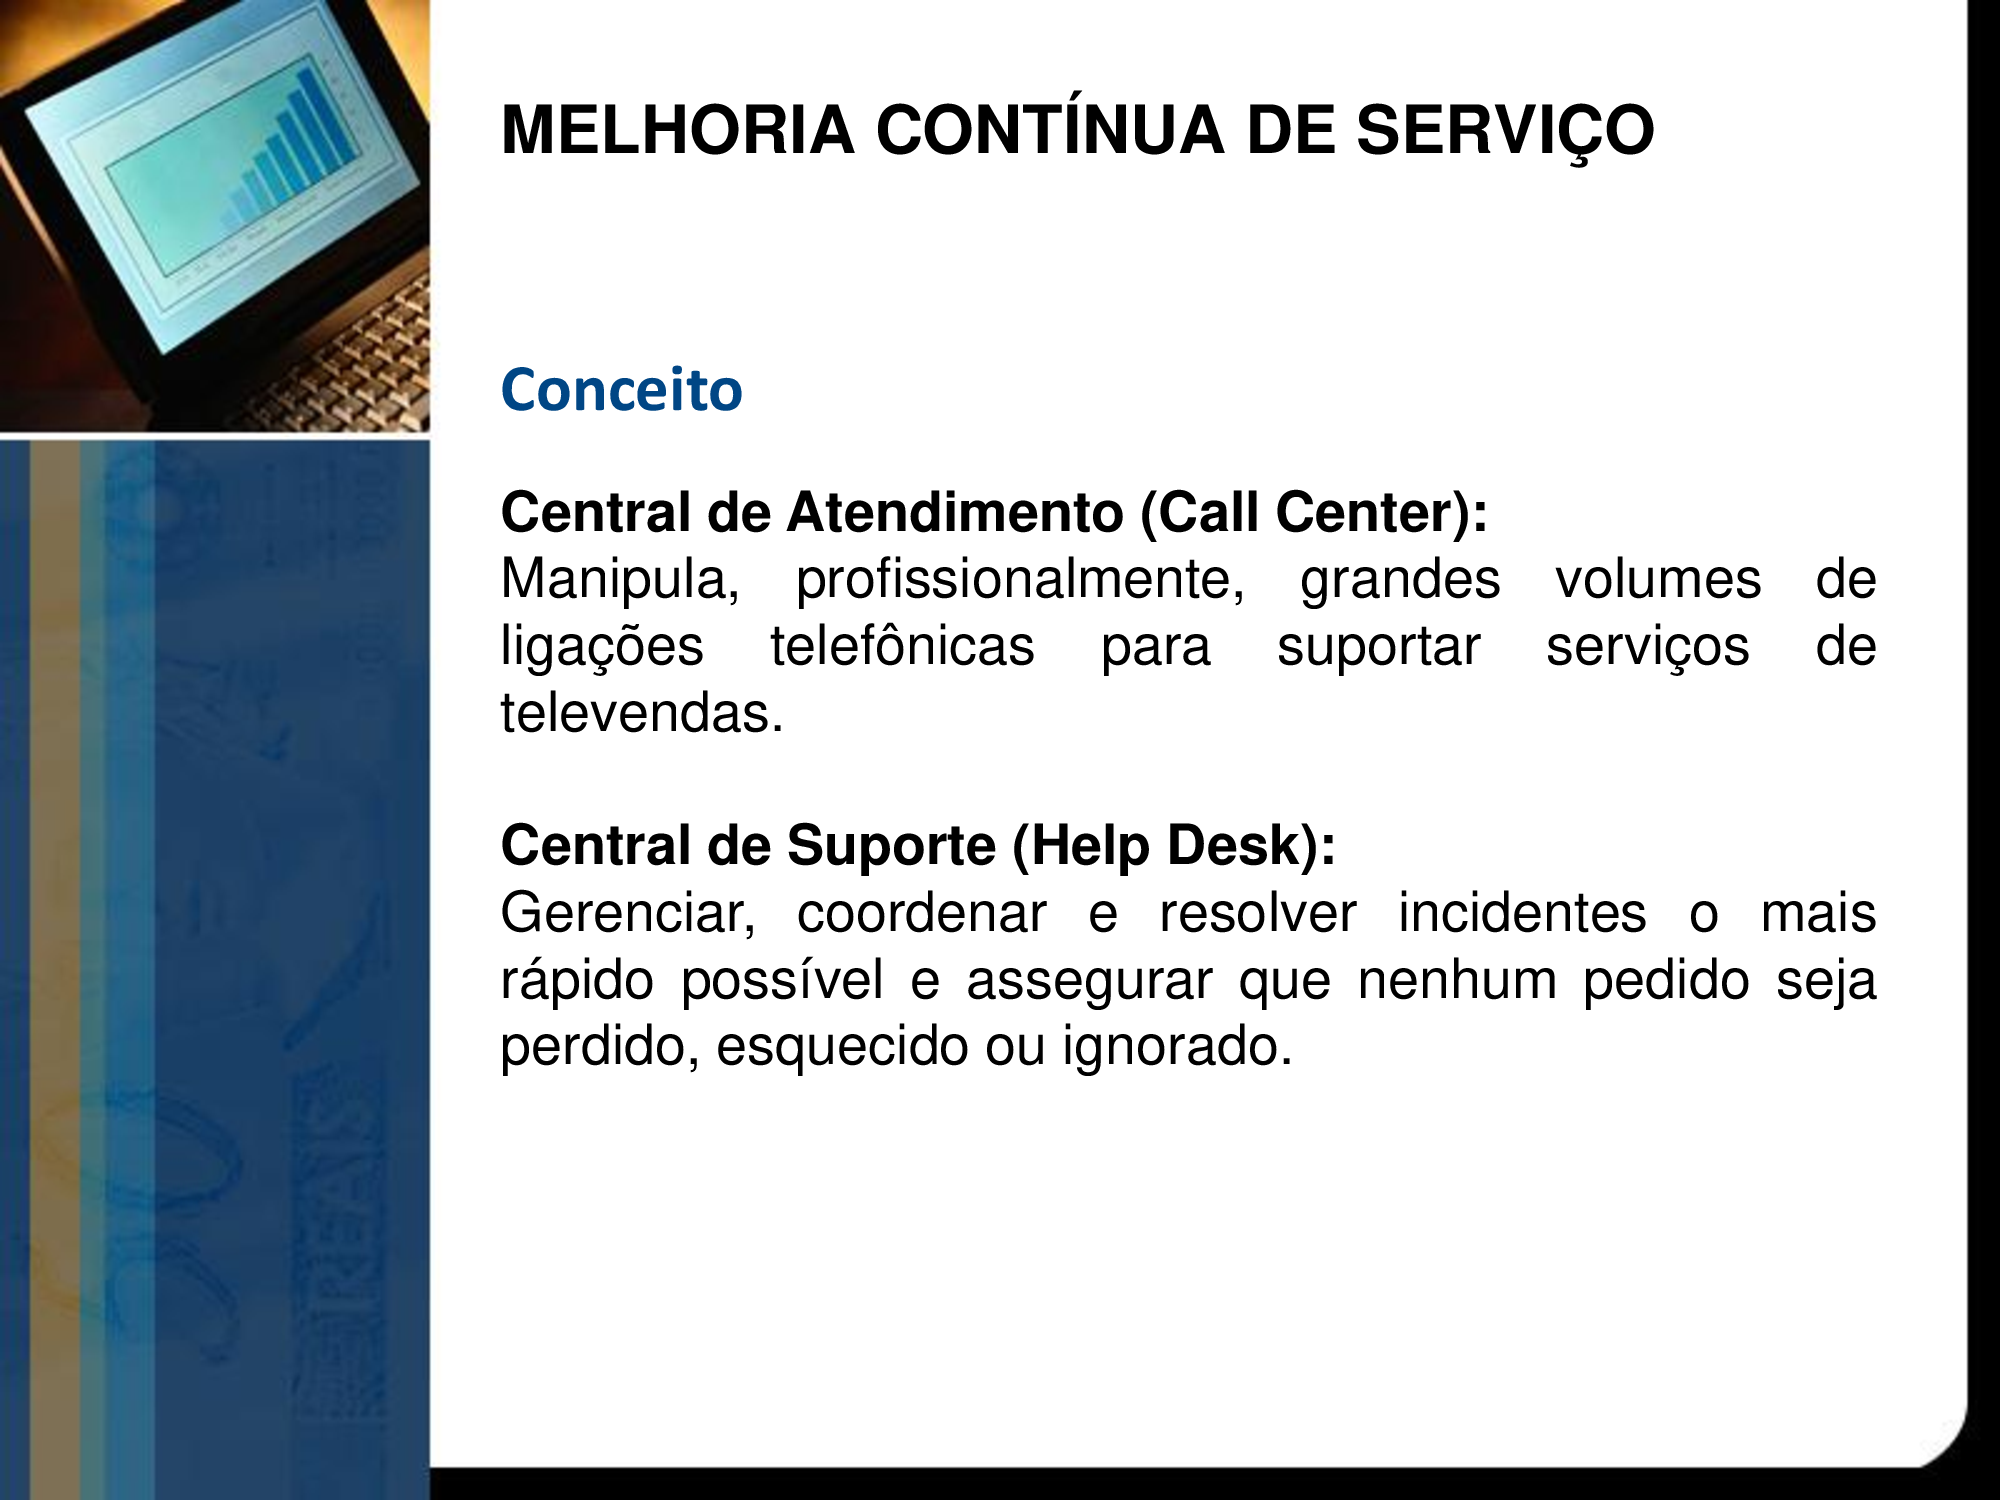 MELHORIA CONTÍNUA DE SERVIÇO
Conceito
Central de Atendimento (Call Center):
Manipula, profissionalmente, grandes volumes de
ligações telefônicas para suportar serviços de
televendas.
Central de Suporte (Help Desk):
Gerenciar, coordenar e resolver incidentes o mais
rápido possível e assegurar que nenhum pedido seja
perdido, esquecido ou ignorado.
REAIS